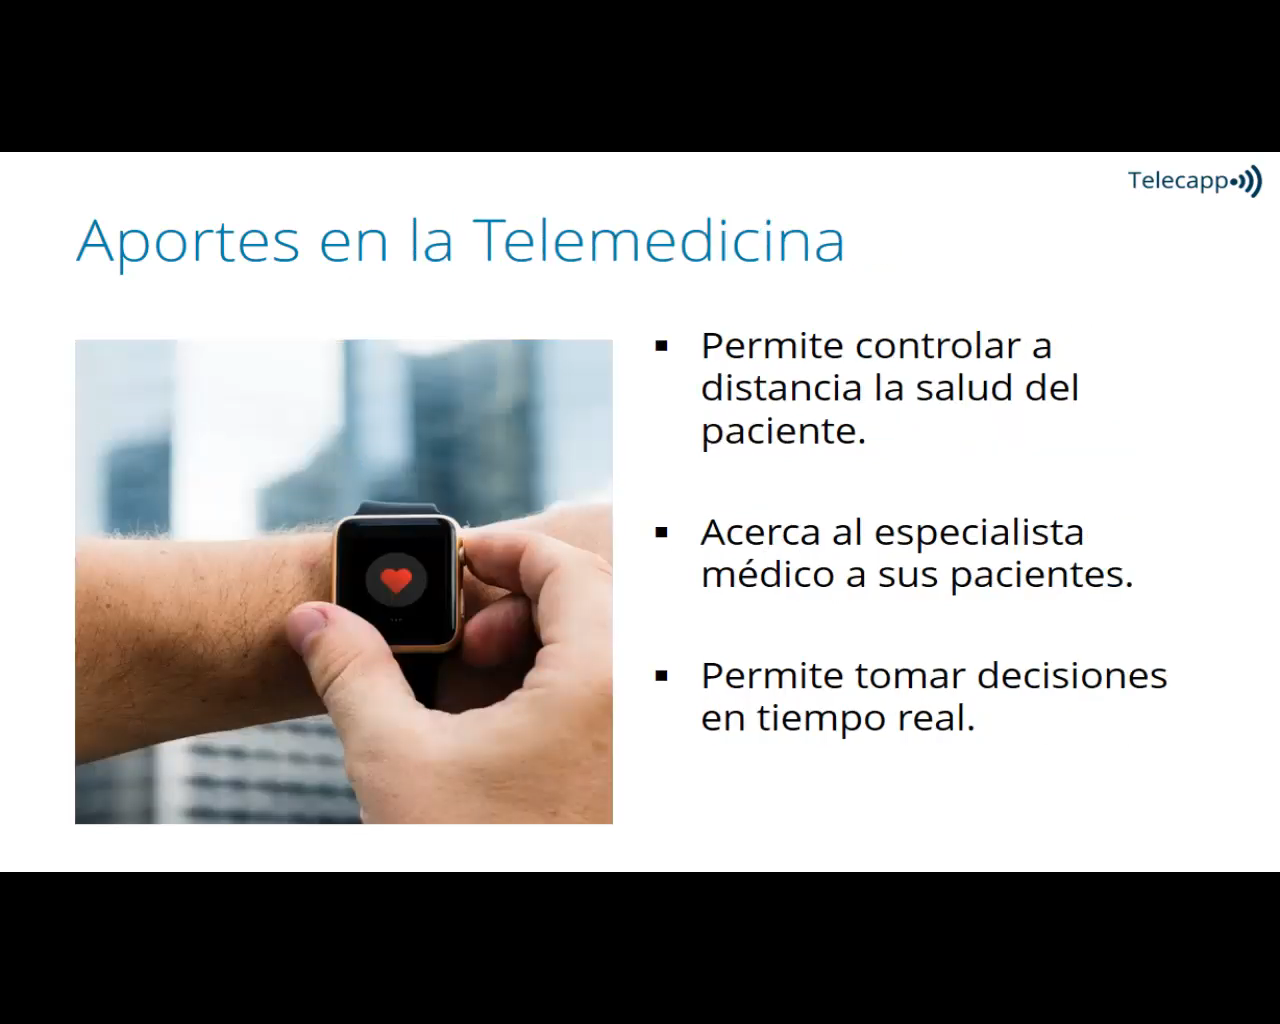 Telecapp
Aportes en la Telemedicina
▪ Permite controlar a
distancia la salud del
paciente.
▪ Acerca al especialista
médico a sus pacientes.
▪ Permite tomar decisiones
en tiempo real.